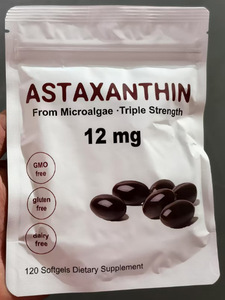 ASTAXANTHIN
From Microalgae · Triple Strength
12 mg
GMO
free
gluten
free
dairy
free
120 Softgels Dietary Supplement